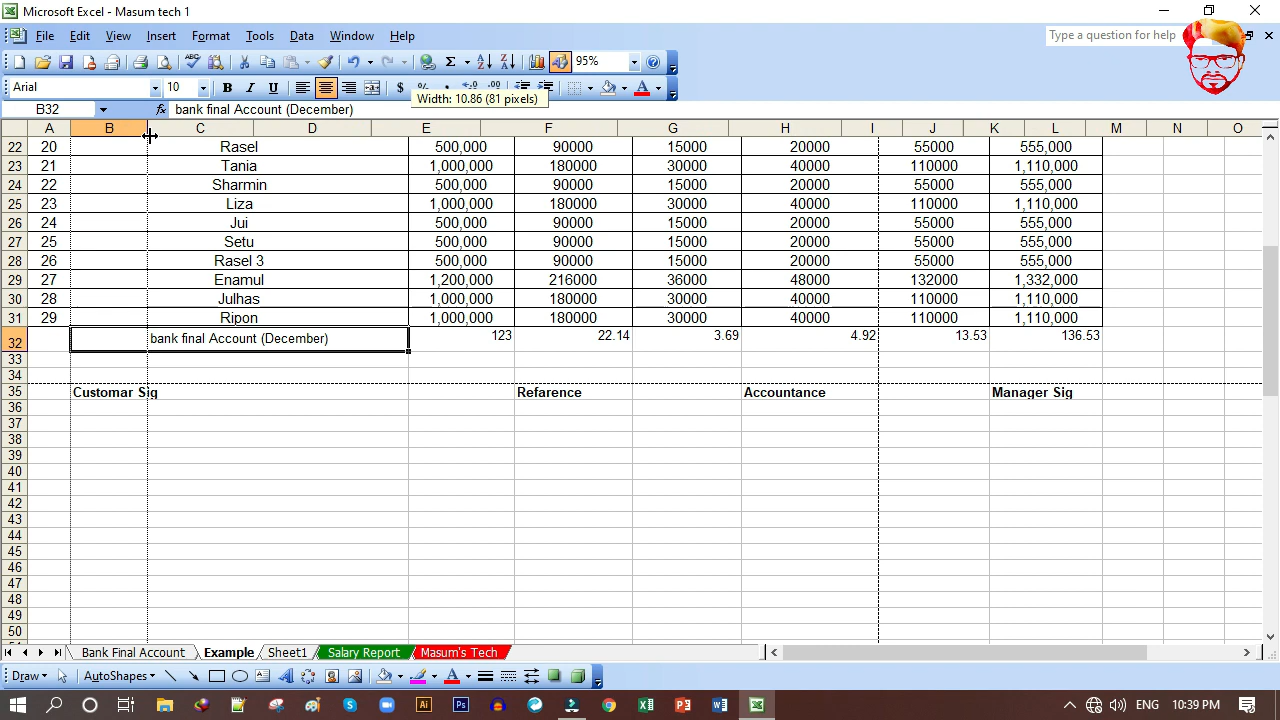 Microsoft Excel - Masum tech 1
File Edit View Insert Format Tools Data Window Help
Type a question for help
95%
Arial 10 B I U $ % ,
Width: 10.86 (81 pixels)
B32 fx bank final Account (December)
A B C D E F G H I J K L M N O
22 20 Rasel 500,000 90000 15000 20000 55000 555,000
23 21 Tania 1,000,000 180000 30000 40000 110000 1,110,000
24 22 Sharmin 500,000 90000 15000 20000 55000 555,000
25 23 Liza 1,000,000 180000 30000 40000 110000 1,110,000
26 24 Jui 500,000 90000 15000 20000 55000 555,000
27 25 Setu 500,000 90000 15000 20000 55000 555,000
28 26 Rasel 3 500,000 90000 15000 20000 55000 555,000
29 27 Enamul 1,200,000 216000 36000 48000 132000 1,332,000
30 28 Julhas 1,000,000 180000 30000 40000 110000 1,110,000
31 29 Ripon 1,000,000 180000 30000 40000 110000 1,110,000
32 bank final Account (December) 123 22.14 3.69 4.92 13.53 136.53
33
34
35 Customar Sig Refarence Accountance Manager Sig
36
37
38
39
40
41
42
43
44
45
46
47
48
49
50
Bank Final Account Example Sheet1 Salary Report Masum's Tech
Draw AutoShapes
10:39 PM